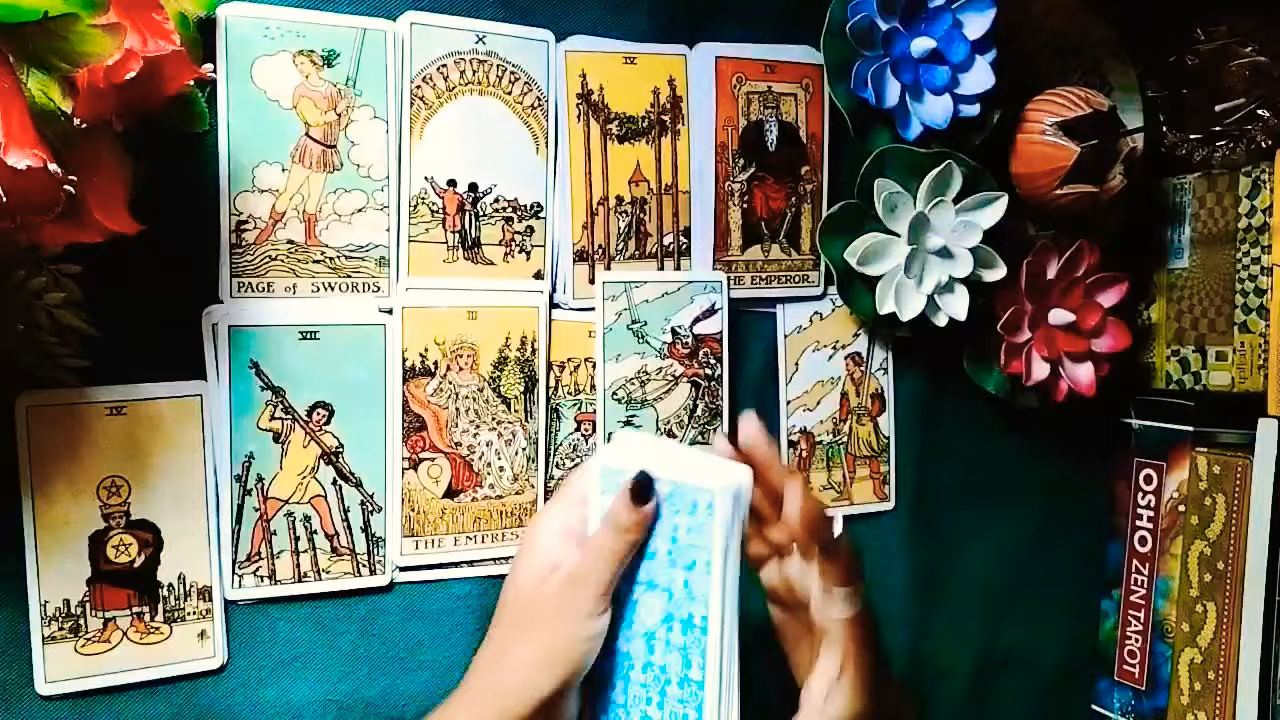 X
IV
IV
PAGE of SWORDS.
THE EMPEROR.
VII
III
IV
THE EMPRESS
OSHO ZEN TAROT